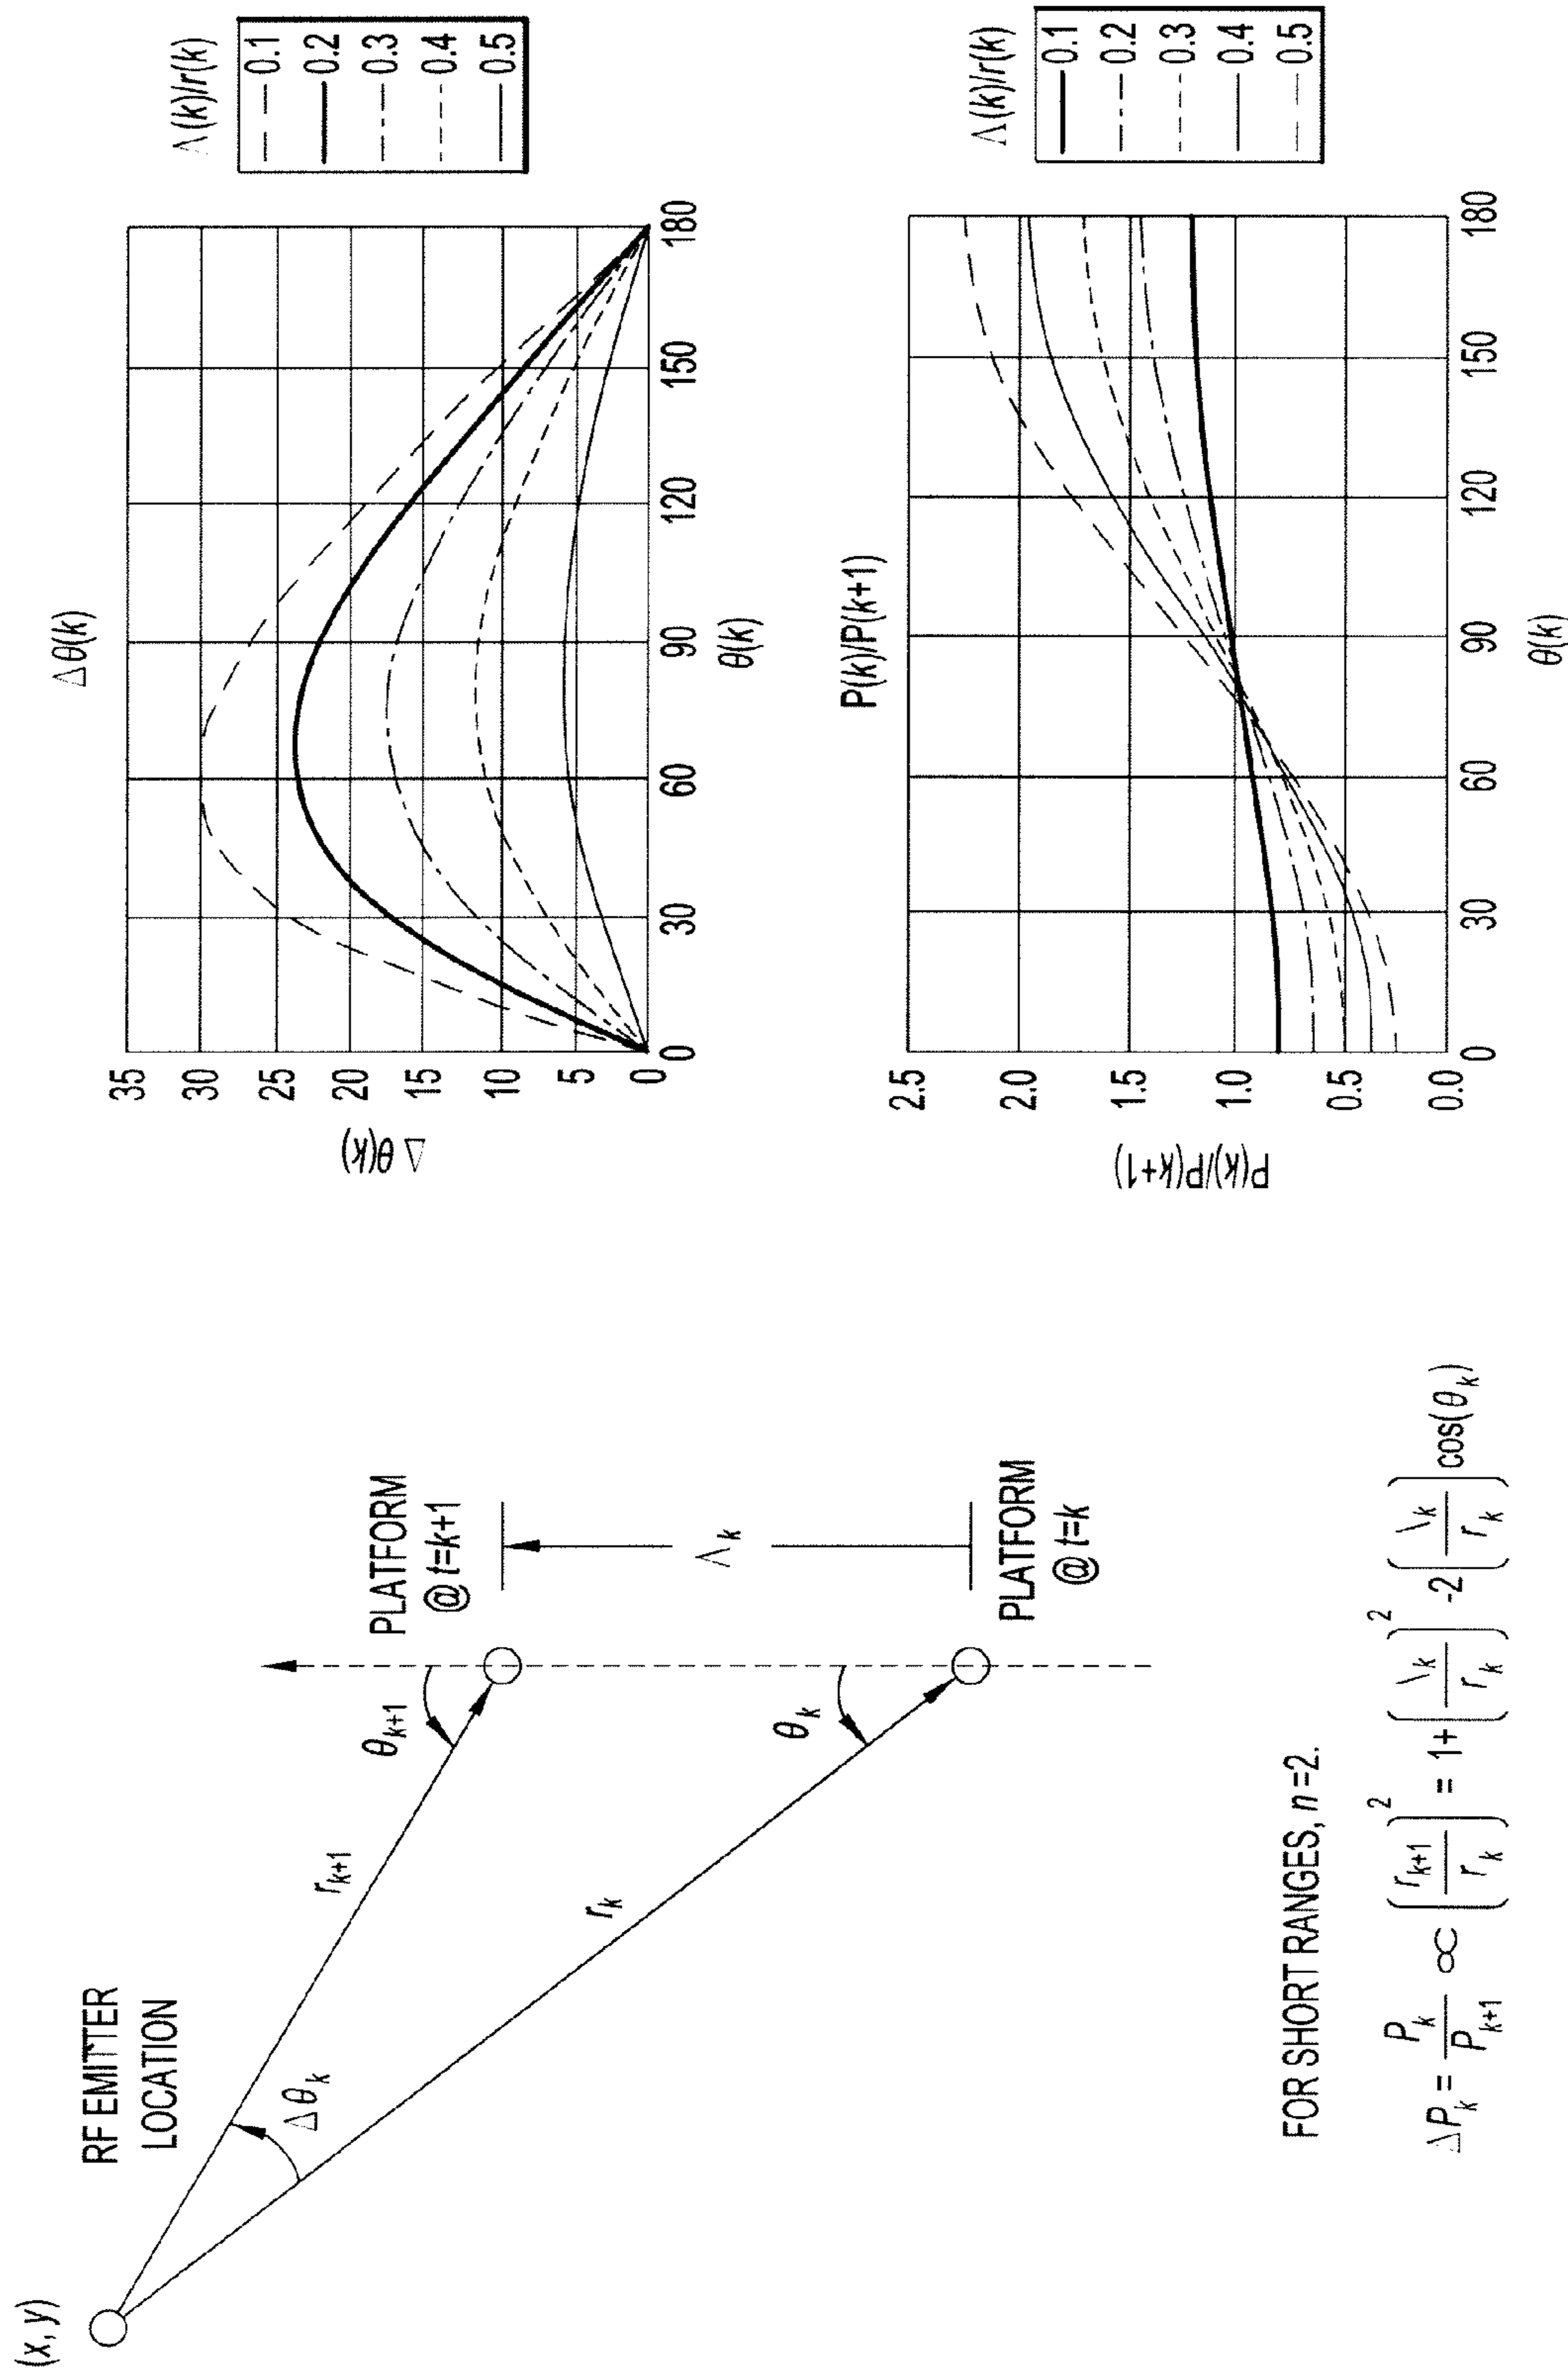 (x, y)
RF EMITTER
LOCATION
Δθk
rk+1
rk
θk+1
θk
PLATFORM
@ t=k+1
Λk
PLATFORM
@ t=k
FOR SHORT RANGES, n=2.
ΔPk = Pk / Pk+1 ∝ (rk+1 / rk)² = 1+ (Λk / rk)² -2 (Λk / rk) cos(θk)
Δθ(k)
Δθ(k)
35
30
25
20
15
10
5
0
0
30
60
90
120
150
180
θ(k)
Λ(k)/r(k)
0.1
0.2
0.3
0.4
0.5
P(k)/P(k+1)
P(k)/P(k+1)
2.5
2.0
1.5
1.0
0.5
0.0
0
30
60
90
120
150
180
θ(k)
Λ(k)/r(k)
0.1
0.2
0.3
0.4
0.5